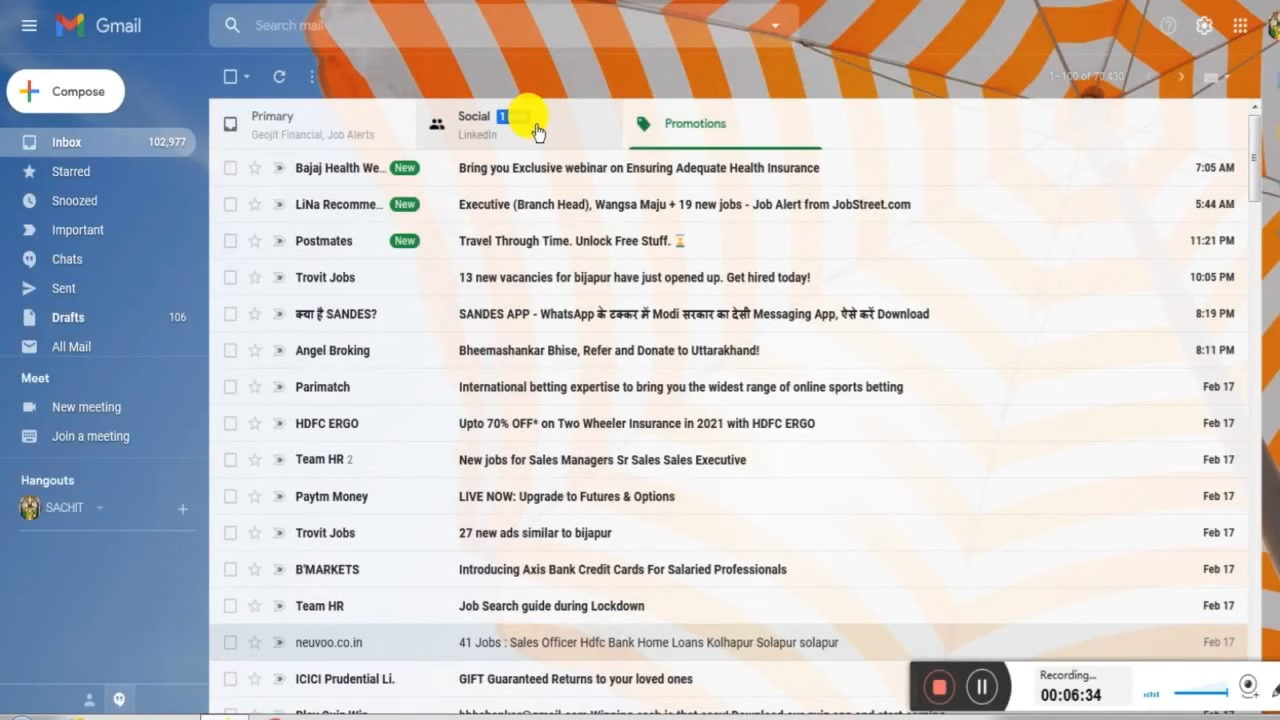 Gmail
Search mail
Compose
1–100 of 70,430
Inbox 102,977
Starred
Snoozed
Important
Chats
Sent
Drafts 106
All Mail
Meet
New meeting
Join a meeting
Hangouts
SACHIT
Primary
Geojit Financial, Job Alerts
Social 1
LinkedIn
Promotions
Bajaj Health We... New Bring you Exclusive webinar on Ensuring Adequate Health Insurance 7:05 AM
LiNa Recomme... New Executive (Branch Head), Wangsa Maju + 19 new jobs - Job Alert from JobStreet.com 5:44 AM
Postmates New Travel Through Time. Unlock Free Stuff. ⏳ 11:21 PM
Trovit Jobs 13 new vacancies for bijapur have just opened up. Get hired today! 10:05 PM
क्या है SANDES? SANDES APP - WhatsApp के टक्कर में Modi सरकार का देसी Messaging App, ऐसे करें Download 8:19 PM
Angel Broking Bheemashankar Bhise, Refer and Donate to Uttarakhand! 8:11 PM
Parimatch International betting expertise to bring you the widest range of online sports betting Feb 17
HDFC ERGO Upto 70% OFF* on Two Wheeler Insurance in 2021 with HDFC ERGO Feb 17
Team HR 2 New jobs for Sales Managers Sr Sales Sales Executive Feb 17
Paytm Money LIVE NOW: Upgrade to Futures & Options Feb 17
Trovit Jobs 27 new ads similar to bijapur Feb 17
B'MARKETS Introducing Axis Bank Credit Cards For Salaried Professionals Feb 17
Team HR Job Search guide during Lockdown Feb 17
neuvoo.co.in 41 Jobs : Sales Officer Hdfc Bank Home Loans Kolhapur Solapur solapur Feb 17
ICICI Prudential Li. GIFT Guaranteed Returns to your loved ones
Recording...
00:06:34